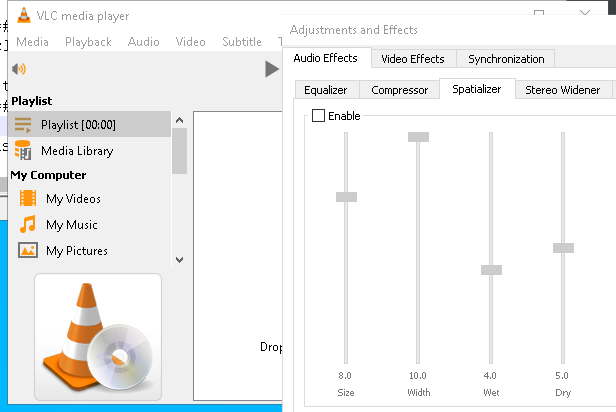 VLC media player
Media Playback Audio Video Subtitle
Playlist
Playlist [00:00]
Media Library
My Computer
My Videos
My Music
My Pictures
Drop
Adjustments and Effects
Audio Effects Video Effects Synchronization
Equalizer Compressor Spatializer Stereo Widener
Enable
8.0 10.0 4.0 5.0
Size Width Wet Dry